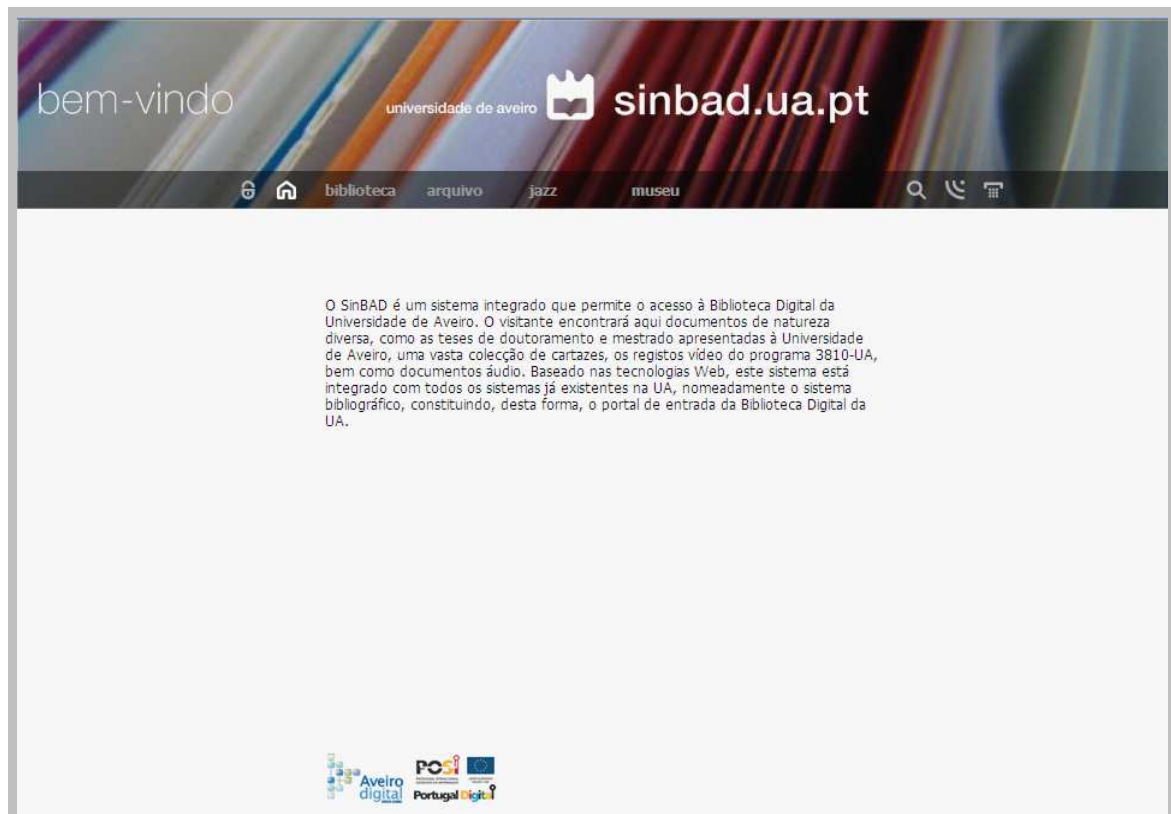 bem-vindo
universidade de aveiro
sinbad.ua.pt
biblioteca arquivo jazz museu
O SinBAD é um sistema integrado que permite o acesso à Biblioteca Digital da
Universidade de Aveiro. O visitante encontrará aqui documentos de natureza
diversa, como as teses de doutoramento e mestrado apresentadas à Universidade
de Aveiro, uma vasta colecção de cartazes, os registos vídeo do programa 3810-UA,
bem como documentos áudio. Baseado nas tecnologias Web, este sistema está
integrado com todos os sistemas já existentes na UA, nomeadamente o sistema
bibliográfico, constituindo, desta forma, o portal de entrada da Biblioteca Digital da
UA.
Aveiro
digital
POSi
Portugal Digital